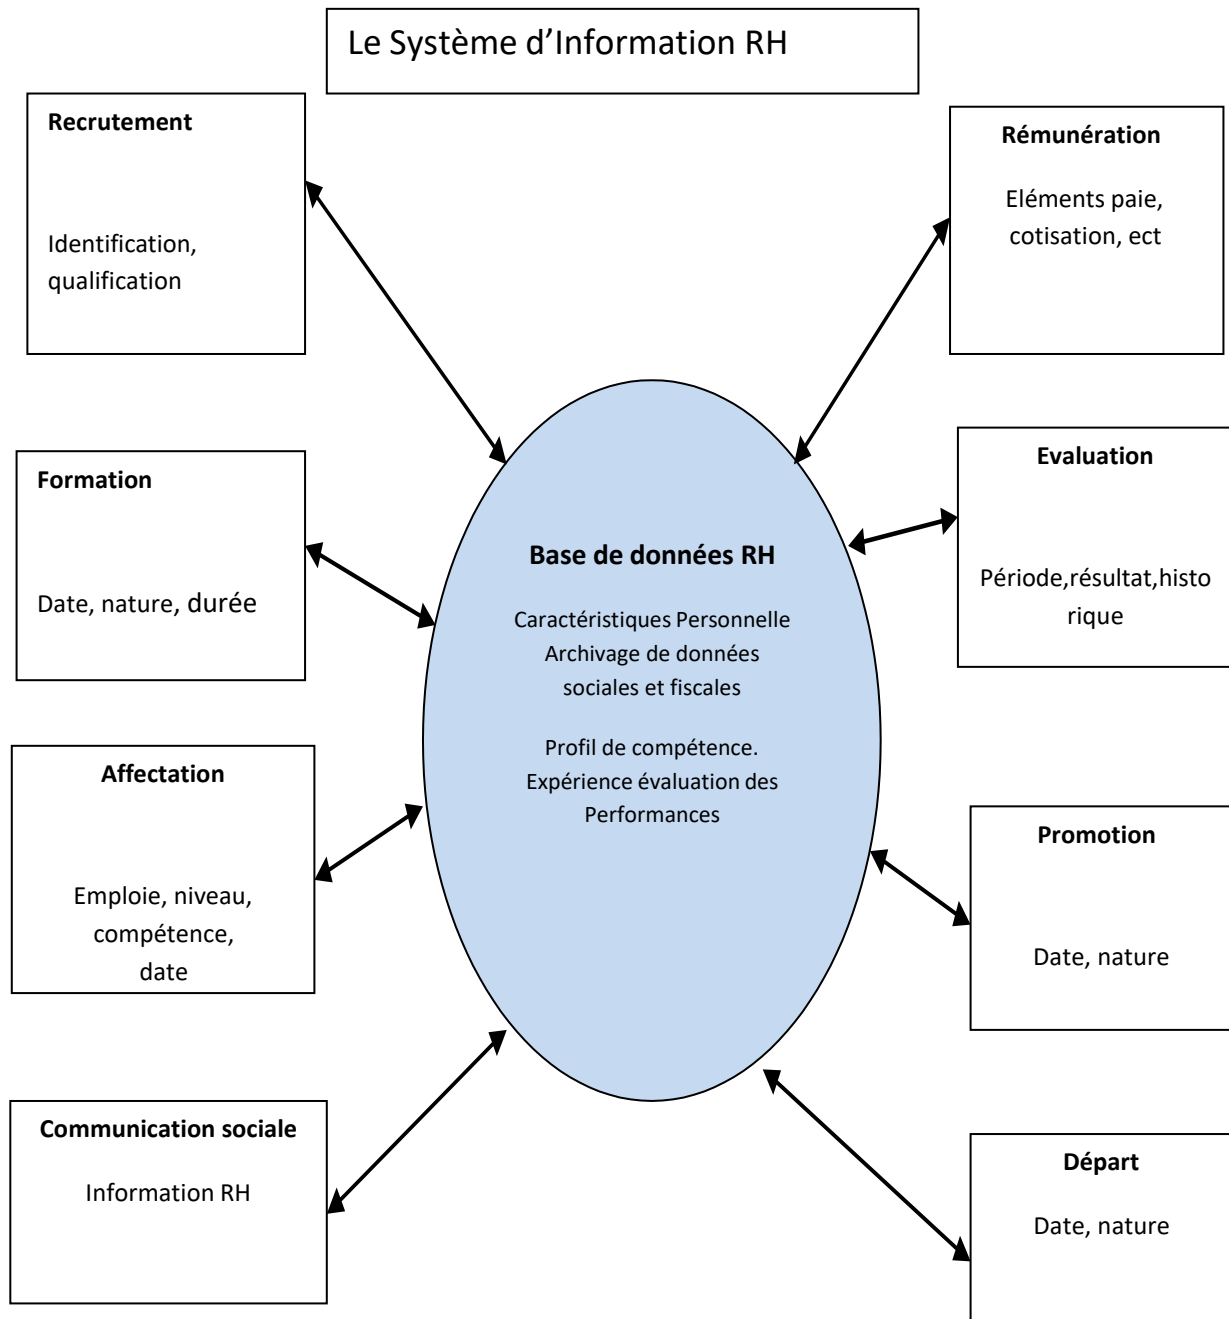 Le Système d'Information RH
Recrutement
Identification,
qualification
Rémunération
Eléments paie,
cotisation, ect
Formation
Date, nature, durée
Evaluation
Période,résultat,histo
rique
Base de données RH
Caractéristiques Personnelle
Archivage de données
sociales et fiscales
Profil de compétence.
Expérience évaluation des
Performances
Affectation
Emploie, niveau,
compétence,
date
Promotion
Date, nature
Communication sociale
Information RH
Départ
Date, nature